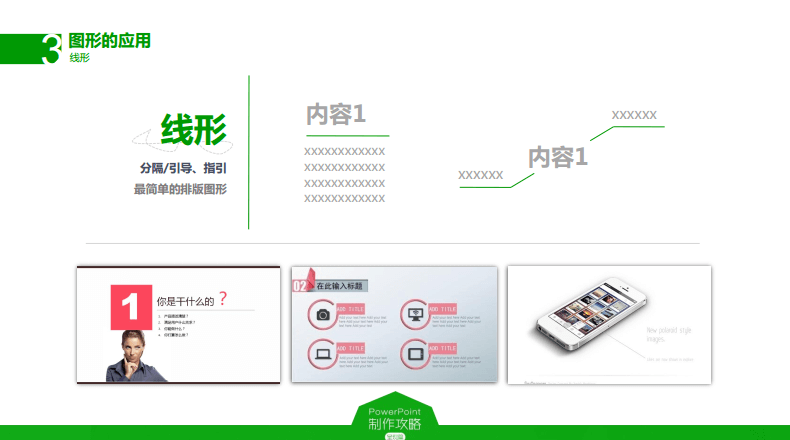 3
图形的应用
线形
线形
分隔/引导、指引
最简单的排版图形
内容1
xxxxxxxxxxxx
xxxxxxxxxxxx
xxxxxxxxxxxx
xxxxxxxxxxxx
xxxxxx
内容1
xxxxxx
1
你是干什么的？
02
在此输入标题
ADD TITLE
ADD TITLE
ADD TITLE
ADD TITLE
New polaroid style
images.
PowerPoint
制作攻略